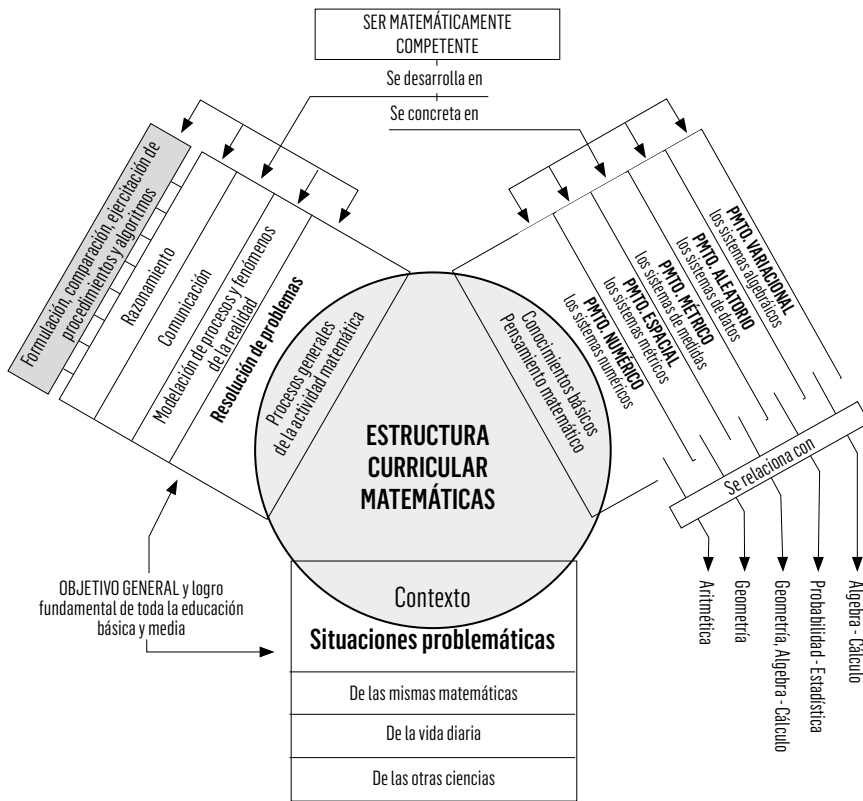 SER MATEMÁTICAMENTE
COMPETENTE
Se desarrolla en
Se concreta en
Formulación, comparación, ejercitación de
procedimientos y algoritmos
Razonamiento
Comunicación
Modelación de procesos y fenómenos
de la realidad
Resolución de problemas
Procesos generales
de la actividad matemática
Conocimientos básicos
Pensamiento matemático
PMTO. NUMÉRICO
los sistemas numéricos
PMTO. ESPACIAL
los sistemas métricos
PMTO. MÉTRICO
los sistemas de medidas
PMTO. ALEATORIO
los sistemas de datos
PMTO. VARIACIONAL
los sistemas algebraicos
ESTRUCTURA
CURRICULAR
MATEMÁTICAS
Se relaciona con
Aritmética
Geometría
Geometría, Algebra - Cálculo
Probabilidad - Estadística
Algebra - Cálculo
OBJETIVO GENERAL y logro
fundamental de toda la educación
básica y media
Contexto
Situaciones problemáticas
De las mismas matemáticas
De la vida diaria
De las otras ciencias